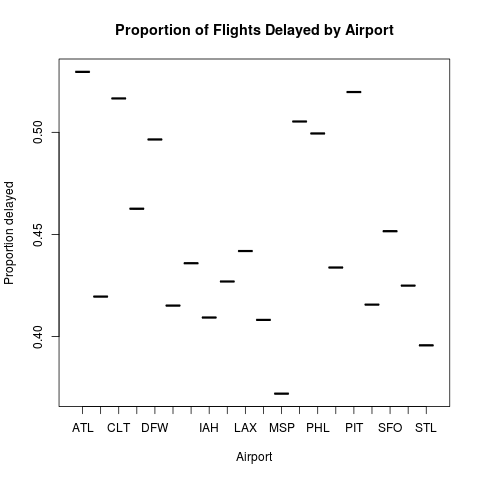 Proportion of Flights Delayed by Airport
Proportion delayed
0.50
0.45
0.40
ATL CLT DFW IAH LAX MSP PHL PIT SFO STL
Airport